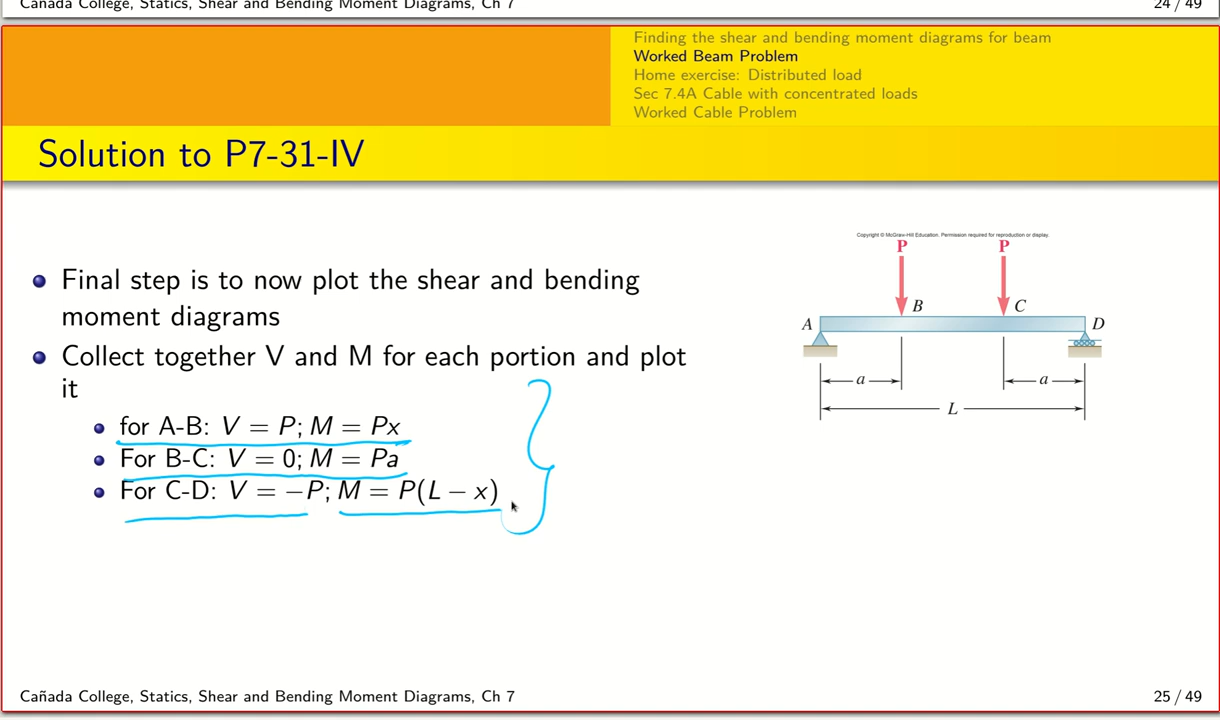 Cañada College, Statics, Shear and Bending Moment Diagrams, Ch 7
24 / 49
Finding the shear and bending moment diagrams for beam
Worked Beam Problem
Home exercise: Distributed load
Sec 7.4A Cable with concentrated loads
Worked Cable Problem
Solution to P7-31-IV
Final step is to now plot the shear and bending
moment diagrams
Collect together V and M for each portion and plot
it
for A-B: V = P; M = Px
For B-C: V = 0; M = Pa
For C-D: V = −P; M = P(L − x)
Copyright © McGraw-Hill Education. Permission required for reproduction or display.
P
P
B
C
A
D
a
a
L
Cañada College, Statics, Shear and Bending Moment Diagrams, Ch 7
25 / 49